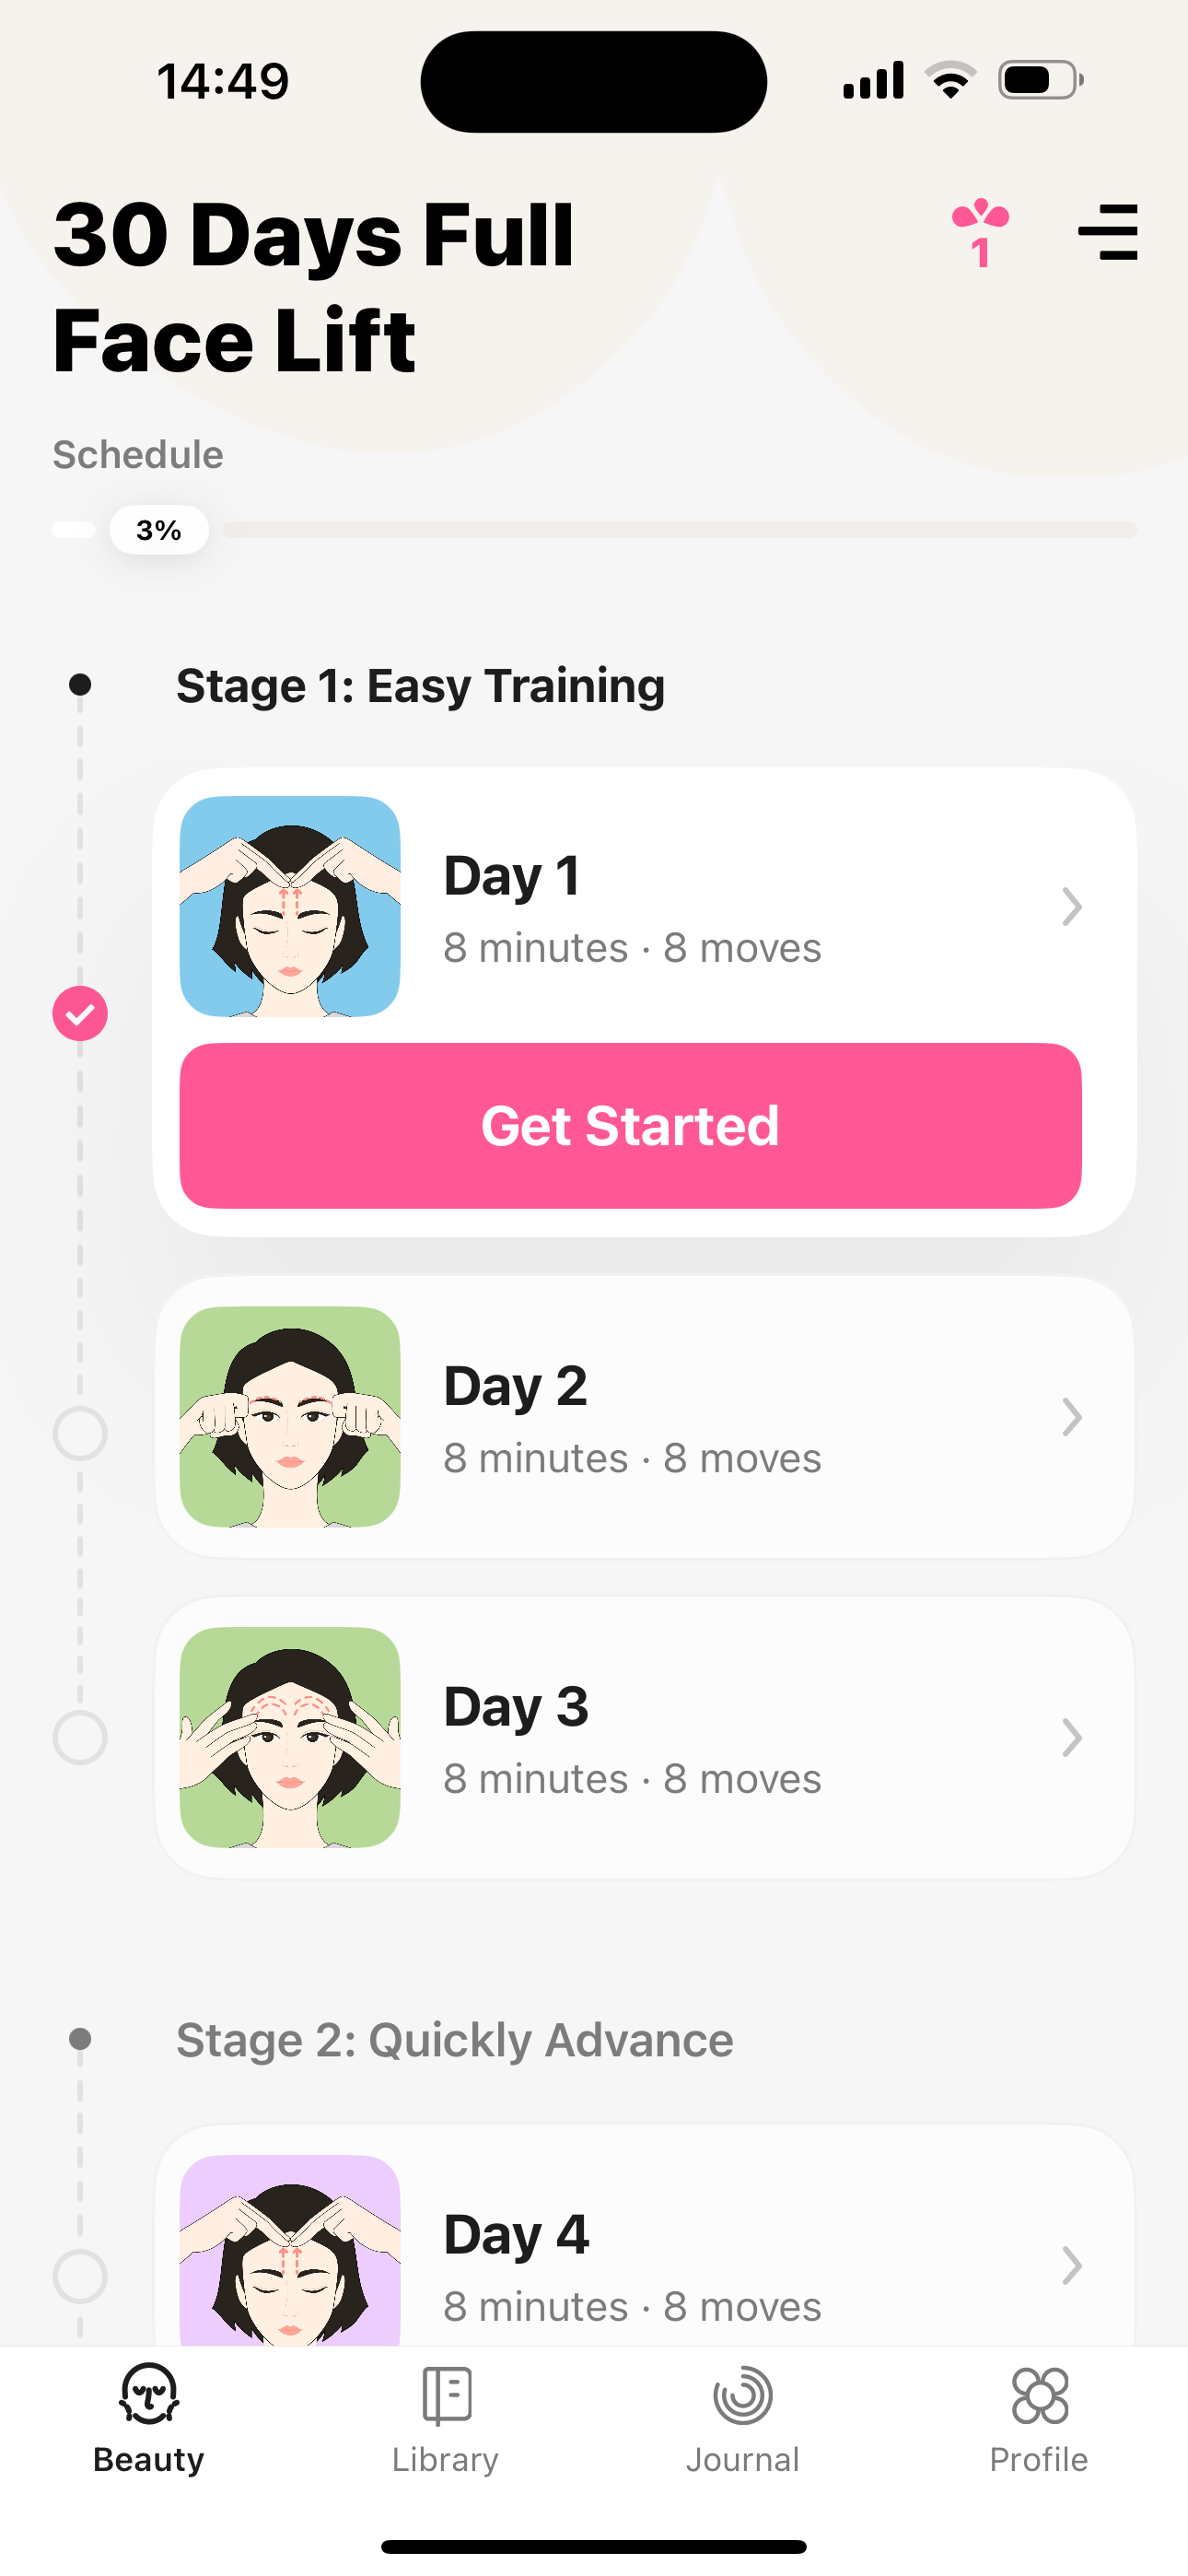 14:49
30 Days Full
Face Lift
1
Schedule
3%
Stage 1: Easy Training
Day 1
8 minutes · 8 moves
Get Started
Day 2
8 minutes · 8 moves
Day 3
8 minutes · 8 moves
Stage 2: Quickly Advance
Day 4
8 minutes · 8 moves
Beauty
Library
Journal
Profile